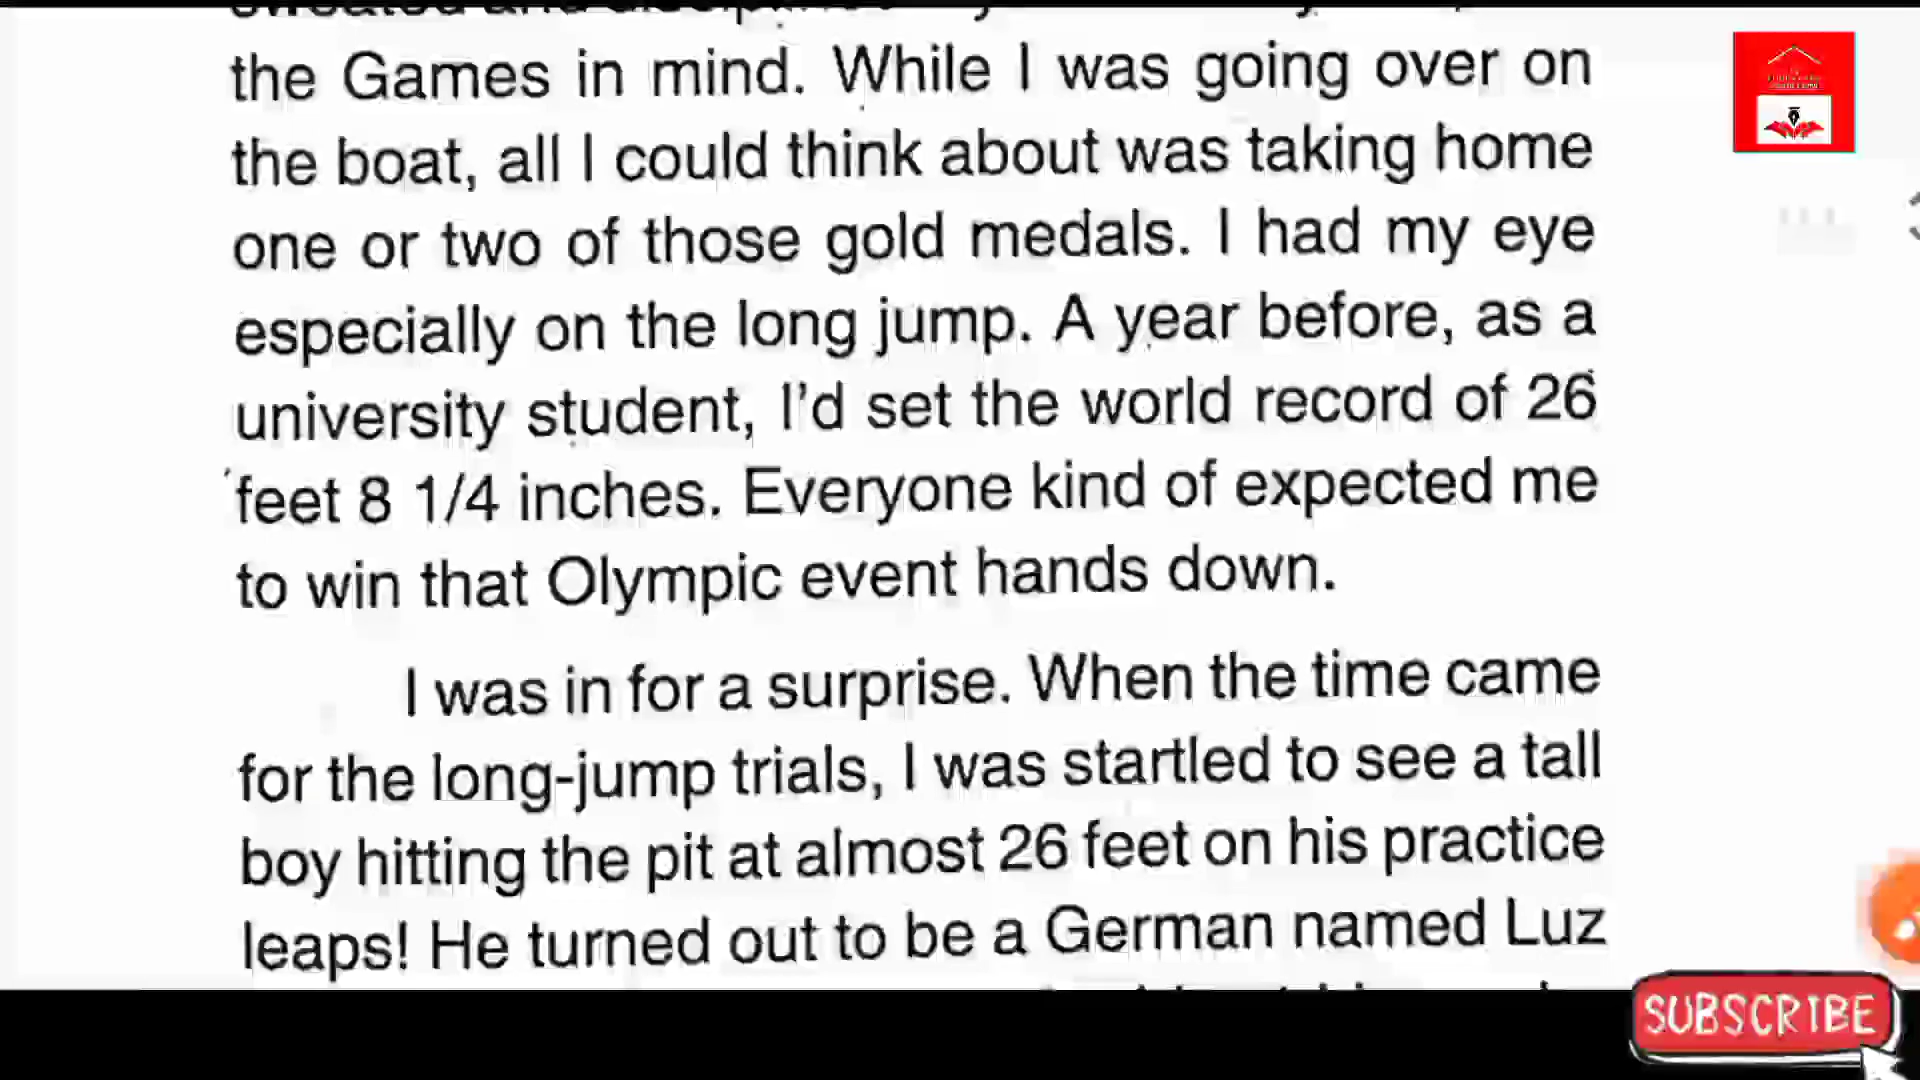 the Games in mind. While I was going over on
the boat, all I could think about was taking home
one or two of those gold medals. I had my eye
especially on the long jump. A year before, as a
university student, I'd set the world record of 26
feet 8 1/4 inches. Everyone kind of expected me
to win that Olympic event hands down.
I was in for a surprise. When the time came
for the long-jump trials, I was startled to see a tall
boy hitting the pit at almost 26 feet on his practice
leaps! He turned out to be a German named Luz
SUBSCRIBE